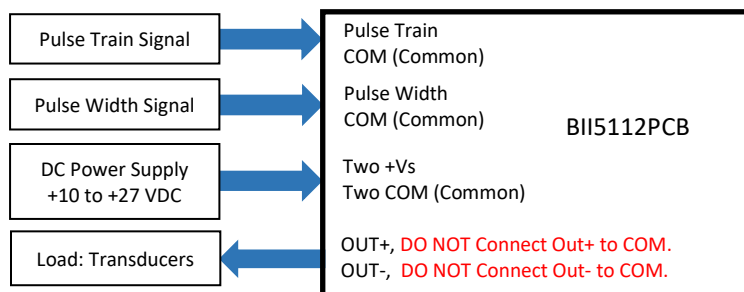 Pulse Train Signal
Pulse Train
COM (Common)
Pulse Width Signal
Pulse Width
COM (Common)
BII5112PCB
DC Power Supply
+10 to +27 VDC
Two +Vs
Two COM (Common)
Load: Transducers
OUT+, DO NOT Connect Out+ to COM.
OUT-, DO NOT Connect Out- to COM.